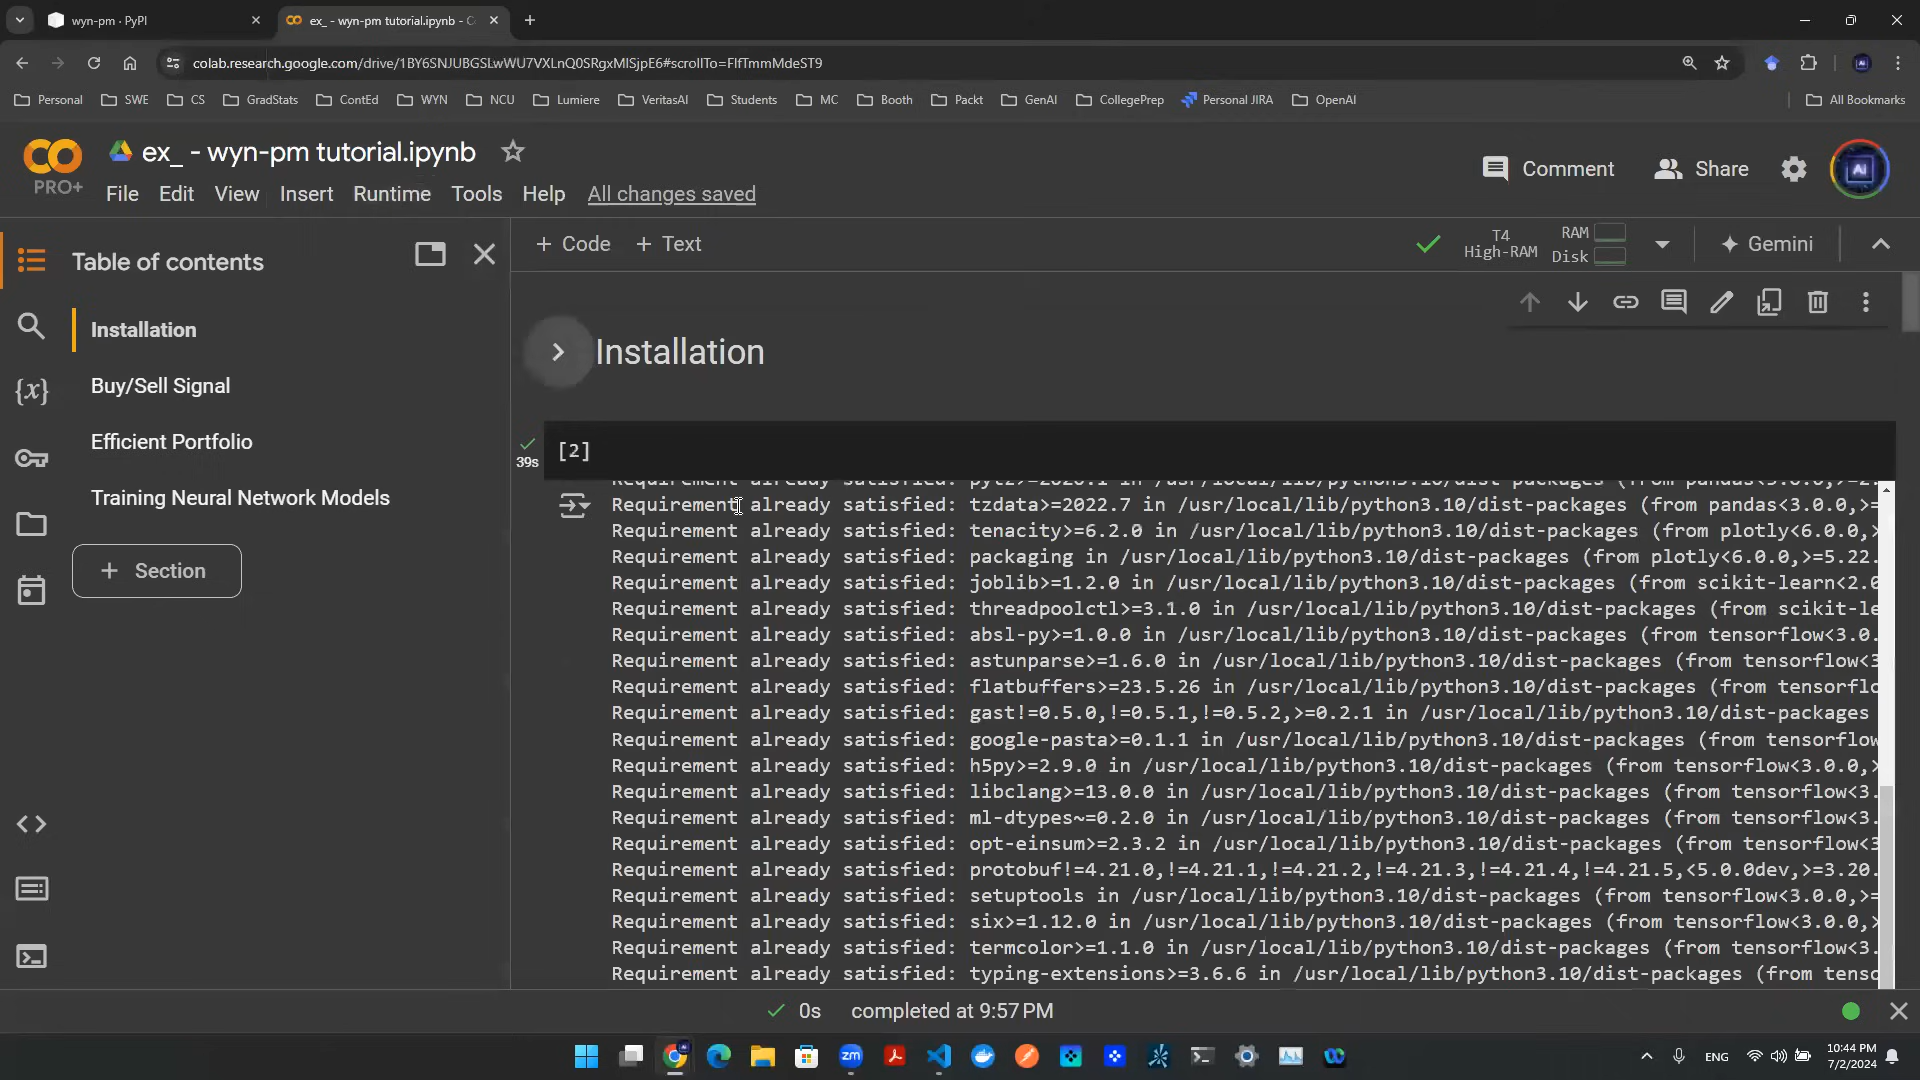 wyn-pm · PyPI
ex_ - wyn-pm tutorial.ipynb - C
colab.research.google.com/drive/1BY6SNJUBGSLwWU7VXLnQ0SRgxMlSjpE6#scrollTo=FIfTmmMdeST9
Personal SWE CS GradStats ContEd WYN NCU Lumiere VeritasAI Students MC Booth Packt GenAI CollegePrep Personal JIRA OpenAI All Bookmarks
ex_ - wyn-pm tutorial.ipynb
PRO+
Comment Share AI
File Edit View Insert Runtime Tools Help All changes saved
Table of contents
Installation
Buy/Sell Signal
Efficient Portfolio
Training Neural Network Models
+ Section
+ Code + Text
T4 High-RAM
RAM
Disk
Gemini
Installation
[2]
39s
Requirement already satisfied: tzdata>=2022.7 in /usr/local/lib/python3.10/dist-packages (from pandas<3.0.0,>=
Requirement already satisfied: tenacity>=6.2.0 in /usr/local/lib/python3.10/dist-packages (from plotly<6.0.0,>
Requirement already satisfied: packaging in /usr/local/lib/python3.10/dist-packages (from plotly<6.0.0,>=5.22.
Requirement already satisfied: joblib>=1.2.0 in /usr/local/lib/python3.10/dist-packages (from scikit-learn<2.0
Requirement already satisfied: threadpoolctl>=3.1.0 in /usr/local/lib/python3.10/dist-packages (from scikit-le
Requirement already satisfied: absl-py>=1.0.0 in /usr/local/lib/python3.10/dist-packages (from tensorflow<3.0.
Requirement already satisfied: astunparse>=1.6.0 in /usr/local/lib/python3.10/dist-packages (from tensorflow<3
Requirement already satisfied: flatbuffers>=23.5.26 in /usr/local/lib/python3.10/dist-packages (from tensorflo
Requirement already satisfied: gast!=0.5.0,!=0.5.1,!=0.5.2,>=0.2.1 in /usr/local/lib/python3.10/dist-packages
Requirement already satisfied: google-pasta>=0.1.1 in /usr/local/lib/python3.10/dist-packages (from tensorflow
Requirement already satisfied: h5py>=2.9.0 in /usr/local/lib/python3.10/dist-packages (from tensorflow<3.0.0,>
Requirement already satisfied: libclang>=13.0.0 in /usr/local/lib/python3.10/dist-packages (from tensorflow<3.
Requirement already satisfied: ml-dtypes~=0.2.0 in /usr/local/lib/python3.10/dist-packages (from tensorflow<3.
Requirement already satisfied: opt-einsum>=2.3.2 in /usr/local/lib/python3.10/dist-packages (from tensorflow<3
Requirement already satisfied: protobuf!=4.21.0,!=4.21.1,!=4.21.2,!=4.21.3,!=4.21.4,!=4.21.5,<5.0.0dev,>=3.20.
Requirement already satisfied: setuptools in /usr/local/lib/python3.10/dist-packages (from tensorflow<3.0.0,>=
Requirement already satisfied: six>=1.12.0 in /usr/local/lib/python3.10/dist-packages (from tensorflow<3.0.0,>
Requirement already satisfied: termcolor>=1.1.0 in /usr/local/lib/python3.10/dist-packages (from tensorflow<3.
Requirement already satisfied: typing-extensions>=3.6.6 in /usr/local/lib/python3.10/dist-packages (from tenso
0s completed at 9:57 PM
zm
ENG
10:44 PM
7/2/2024